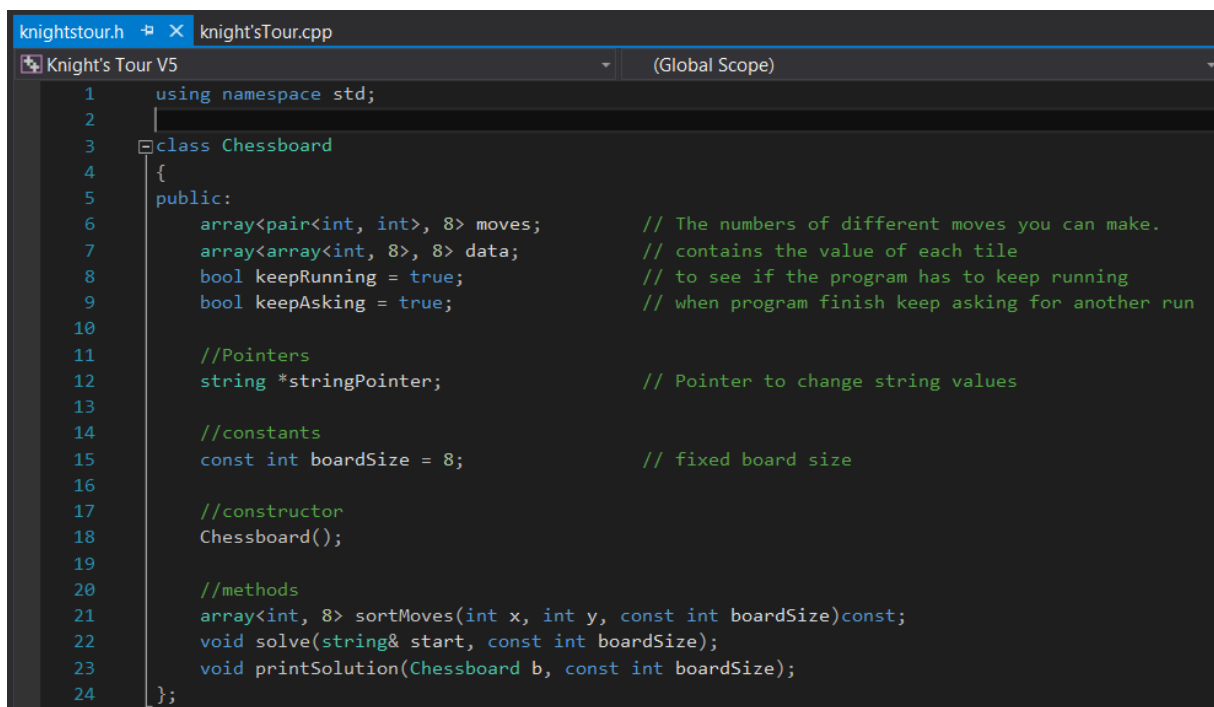 knightstour.h knight'sTour.cpp
Knight's Tour V5 (Global Scope)
1 using namespace std;
2
3 class Chessboard
4 {
5 public:
6 array<pair<int, int>, 8> moves; // The numbers of different moves you can make.
7 array<array<int, 8>, 8> data; // contains the value of each tile
8 bool keepRunning = true; // to see if the program has to keep running
9 bool keepAsking = true; // when program finish keep asking for another run
10
11 //Pointers
12 string *stringPointer; // Pointer to change string values
13
14 //constants
15 const int boardSize = 8; // fixed board size
16
17 //constructor
18 Chessboard();
19
20 //methods
21 array<int, 8> sortMoves(int x, int y, const int boardSize)const;
22 void solve(string& start, const int boardSize);
23 void printSolution(Chessboard b, const int boardSize);
24 };